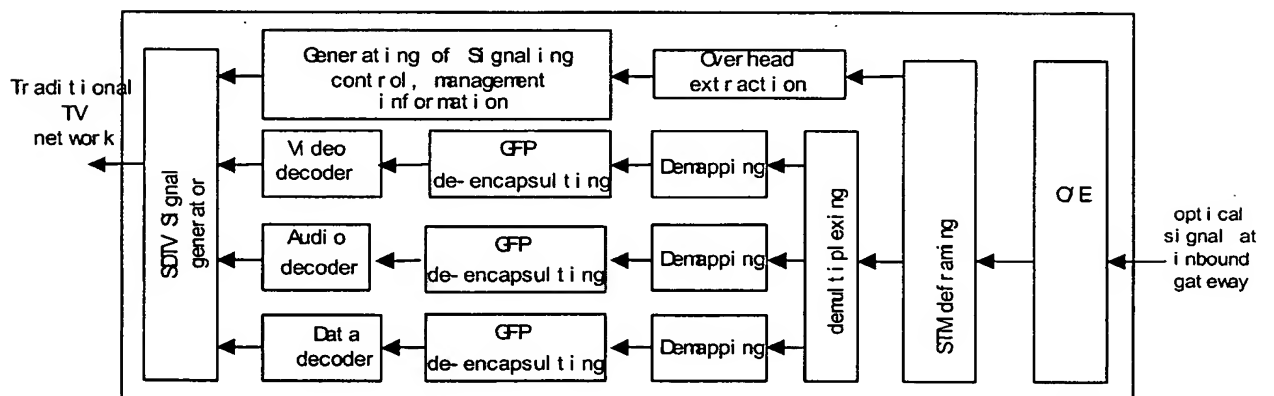 Traditional
TV
network
SDTV Signal
generator
Generating of Signaling
control, management
information
Overhead
extraction
Video
decoder
GFP
de-encapsulting
Demapping
Audio
decoder
GFP
de-encapsulting
Demapping
Data
decoder
GFP
de-encapsulting
Demapping
demultiplexing
STM deframing
O/E
optical
signal at
inbound
gateway